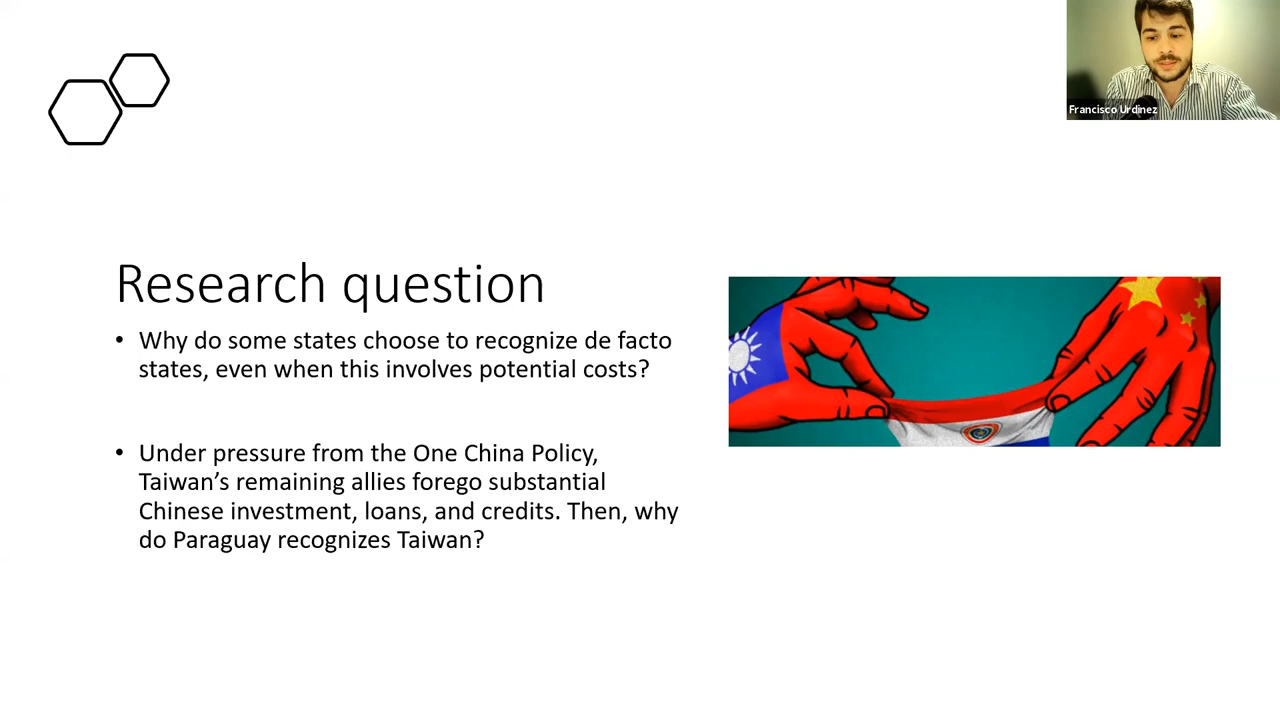 Francisco Urdinez
Research question
• Why do some states choose to recognize de facto
states, even when this involves potential costs?
• Under pressure from the One China Policy,
Taiwan’s remaining allies forego substantial
Chinese investment, loans, and credits. Then, why
do Paraguay recognizes Taiwan?